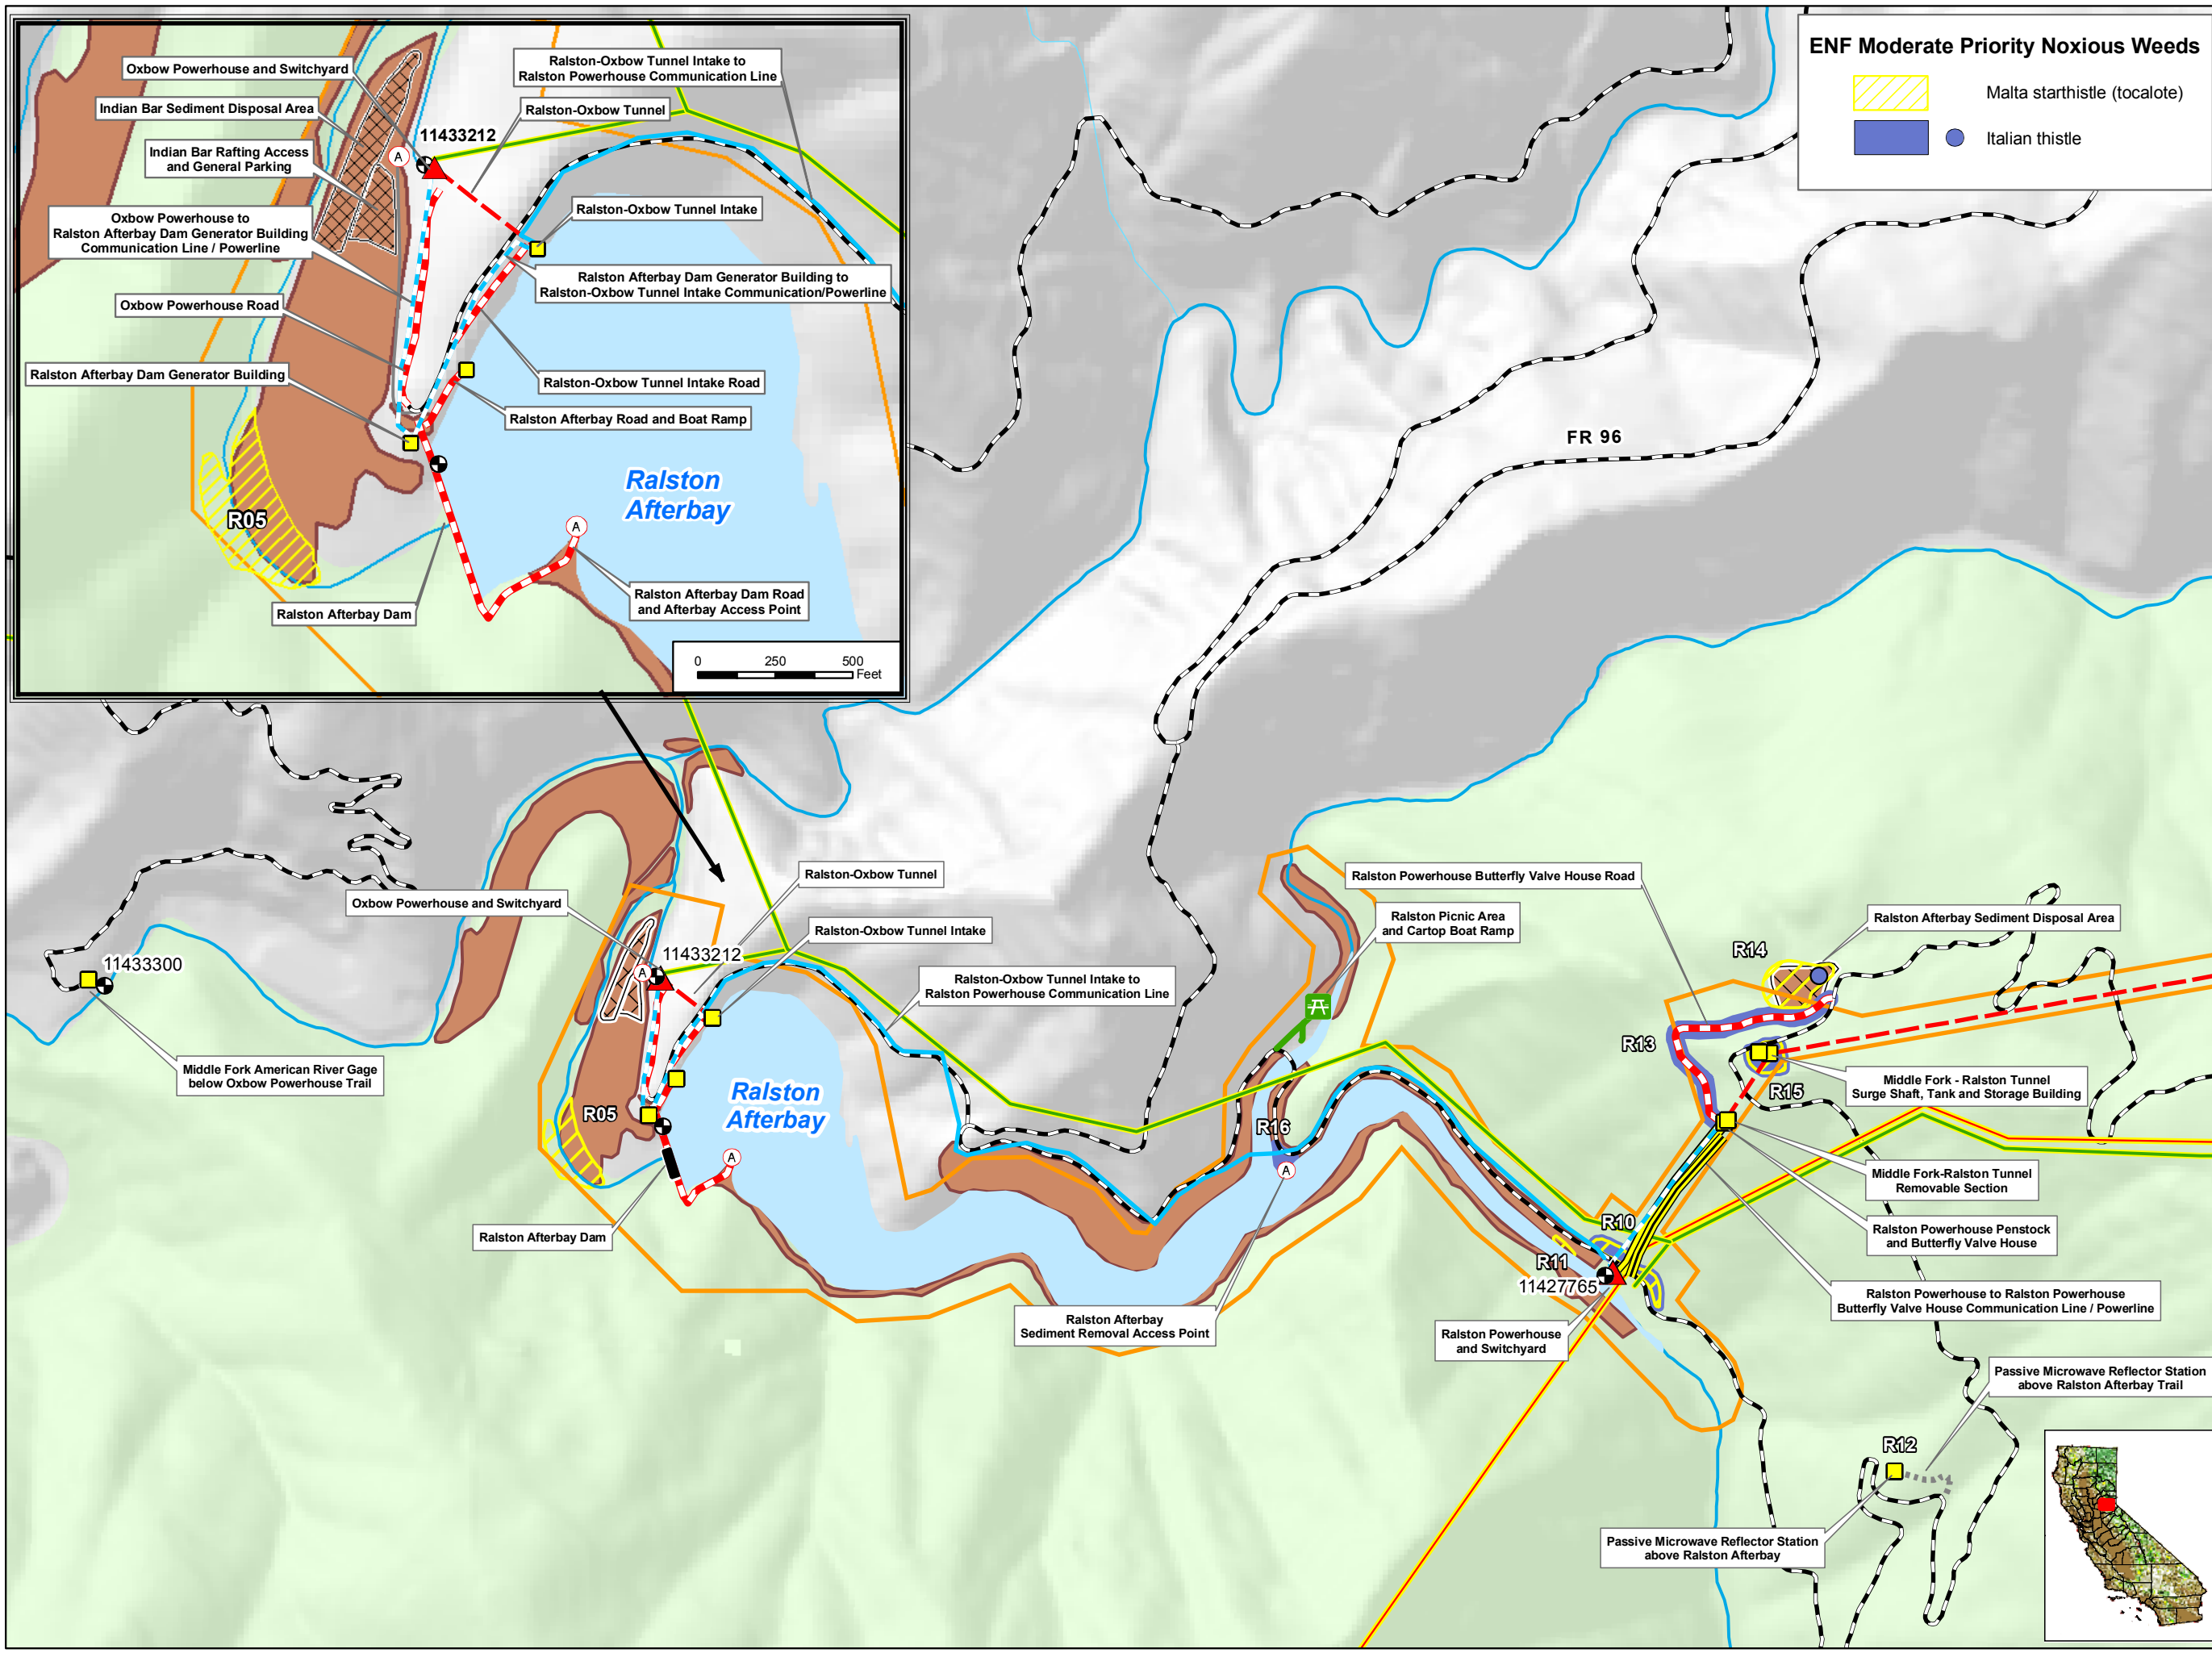 ENF Moderate Priority Noxious Weeds
Malta starthistle (tocalote)
Italian thistle
Oxbow Powerhouse and Switchyard
Ralston-Oxbow Tunnel Intake to
Ralston Powerhouse Communication Line
Indian Bar Sediment Disposal Area
Ralston-Oxbow Tunnel
11433212
Indian Bar Rafting Access
and General Parking
A
Oxbow Powerhouse to
Ralston Afterbay Dam Generator Building
Communication Line / Powerline
Ralston-Oxbow Tunnel Intake
Ralston Afterbay Dam Generator Building to
Ralston-Oxbow Tunnel Intake Communication/Powerline
Oxbow Powerhouse Road
Ralston Afterbay Dam Generator Building
Ralston-Oxbow Tunnel Intake Road
Ralston Afterbay Road and Boat Ramp
Ralston
Afterbay
R05
A
Ralston Afterbay Dam
Ralston Afterbay Dam Road
and Afterbay Access Point
0 250 500
Feet
FR 96
Ralston-Oxbow Tunnel
Oxbow Powerhouse and Switchyard
Ralston-Oxbow Tunnel Intake
11433212
A
11433300
Middle Fork American River Gage
below Oxbow Powerhouse Trail
Ralston-Oxbow Tunnel Intake to
Ralston Powerhouse Communication Line
Ralston
Afterbay
R05
A
Ralston Afterbay Dam
Ralston Powerhouse Butterfly Valve House Road
Ralston Picnic Area
and Cartop Boat Ramp
Ralston Afterbay Sediment Disposal Area
R14
R13
Middle Fork - Ralston Tunnel
Surge Shaft, Tank and Storage Building
R15
R16
A
Middle Fork-Ralston Tunnel
Removable Section
R10
Ralston Powerhouse Penstock
and Butterfly Valve House
R11
11427765
Ralston Powerhouse to Ralston Powerhouse
Butterfly Valve House Communication Line / Powerline
Ralston Afterbay
Sediment Removal Access Point
Ralston Powerhouse
and Switchyard
Passive Microwave Reflector Station
above Ralston Afterbay Trail
R12
Passive Microwave Reflector Station
above Ralston Afterbay